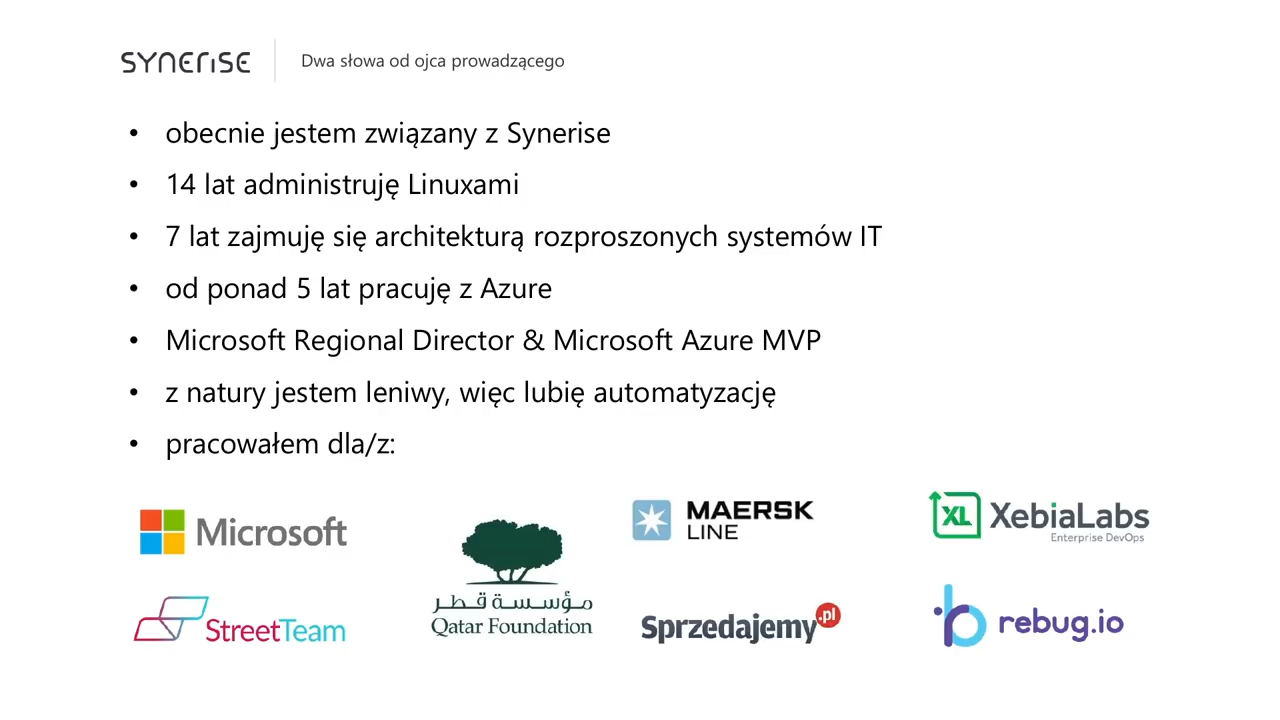 SYNERISE
Dwa słowa od ojca prowadzącego
• obecnie jestem związany z Synerise
• 14 lat administruję Linuxami
• 7 lat zajmuję się architekturą rozproszonych systemów IT
• od ponad 5 lat pracuję z Azure
• Microsoft Regional Director & Microsoft Azure MVP
• z natury jestem leniwy, więc lubię automatyzację
• pracowałem dla/z:
Microsoft
مؤسسة قطر
Qatar Foundation
MAERSK
LINE
XL XebiaLabs
Enterprise DevOps
StreetTeam
Sprzedajemy.pl
rebug.io